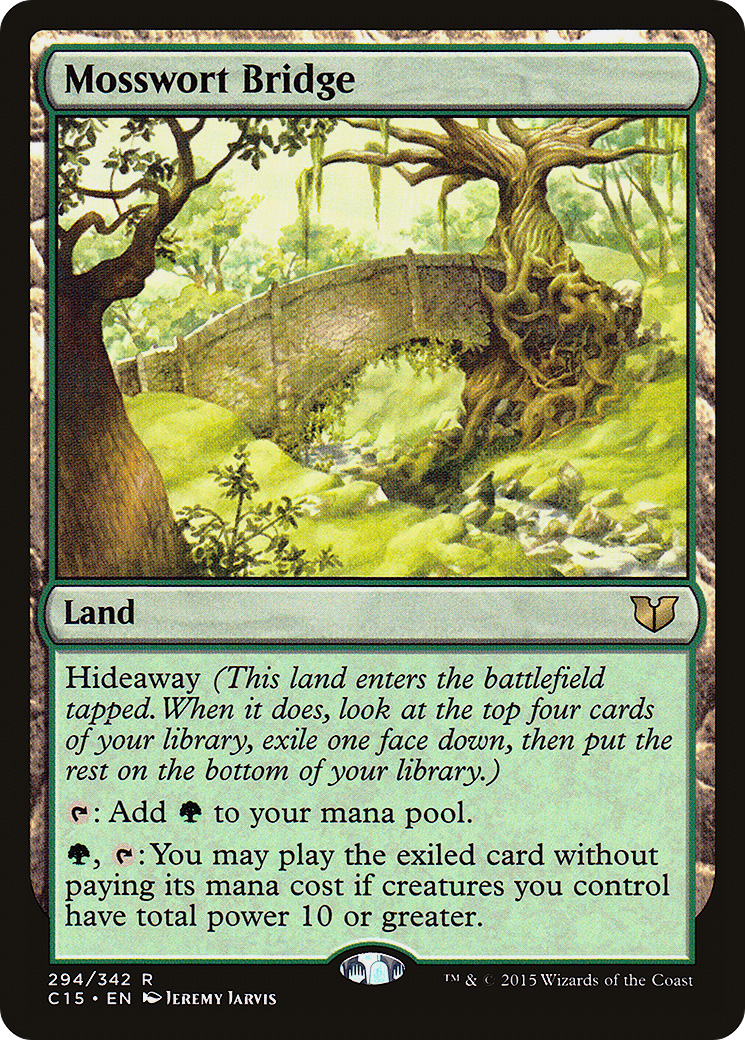 Mosswort Bridge
Land
Hideaway (This land enters the battlefield
tapped. When it does, look at the top four cards
of your library, exile one face down, then put the
rest on the bottom of your library.)
: Add to your mana pool.
, : You may play the exiled card without
paying its mana cost if creatures you control
have total power 10 or greater.
294/342 R
™ & © 2015 Wizards of the Coast
C15 • EN Jeremy Jarvis